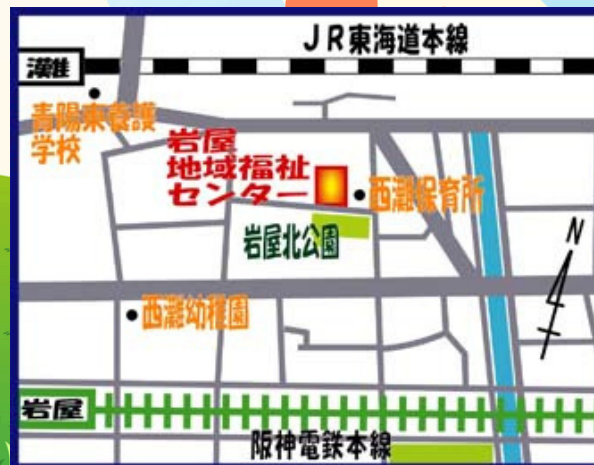 JR東海道本線
灘
青陽東養護
学校
岩屋
地域福祉
センター
西灘保育所
岩屋北公園
N
西灘幼稚園
岩屋
阪神電鉄本線